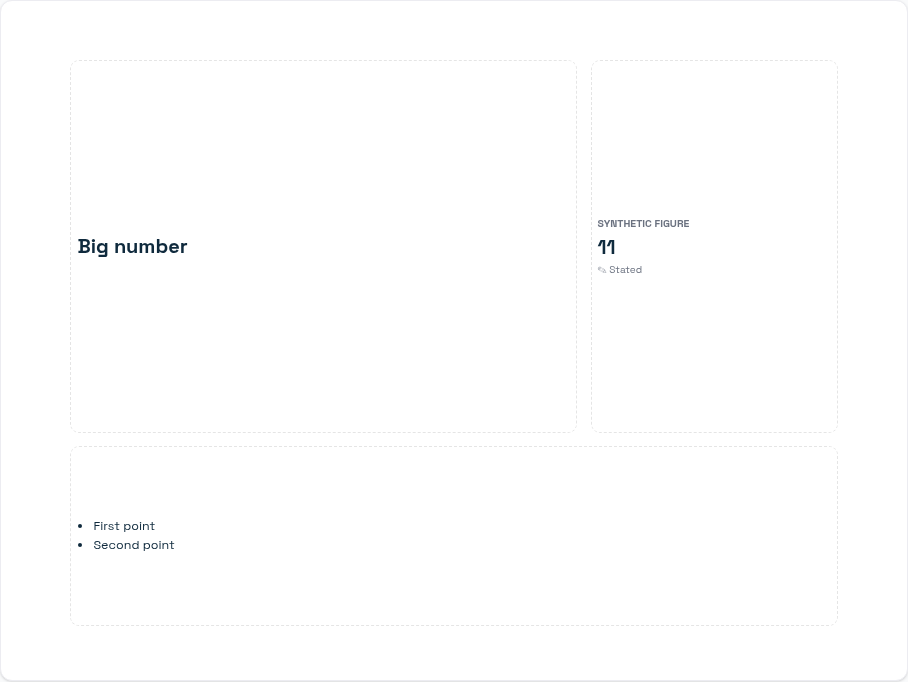 Big number
SYNTHETIC FIGURE
11
✎ Stated
• First point
• Second point